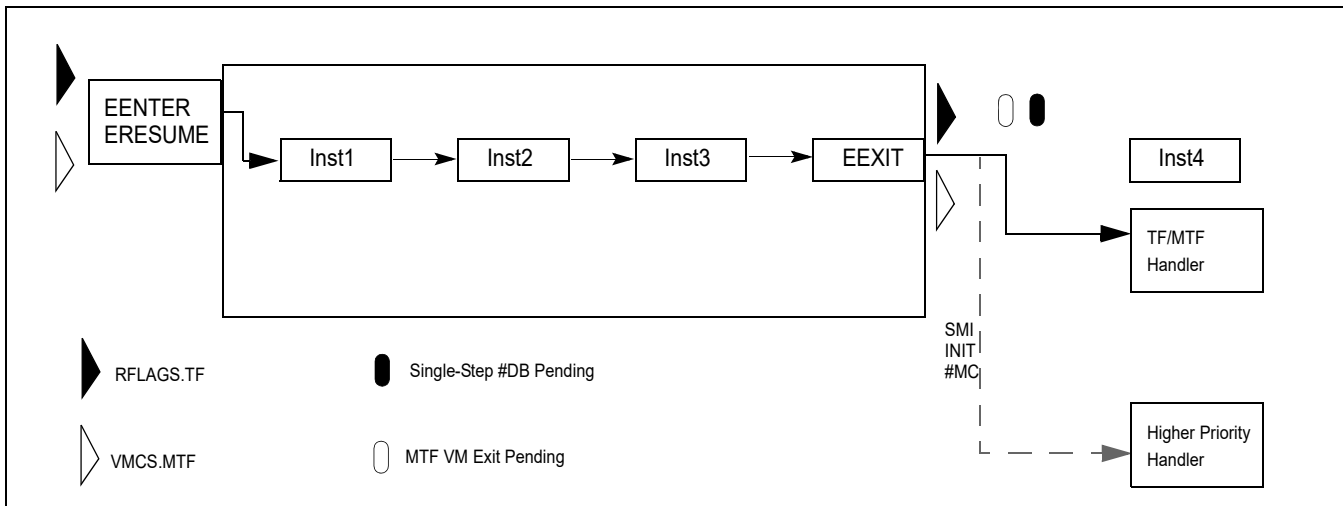 EENTER
ERESUME
Inst1
Inst2
Inst3
EEXIT
Inst4
TF/MTF
Handler
SMI
INIT
#MC
RFLAGS.TF
Single-Step #DB Pending
VMCS.MTF
MTF VM Exit Pending
Higher Priority
Handler